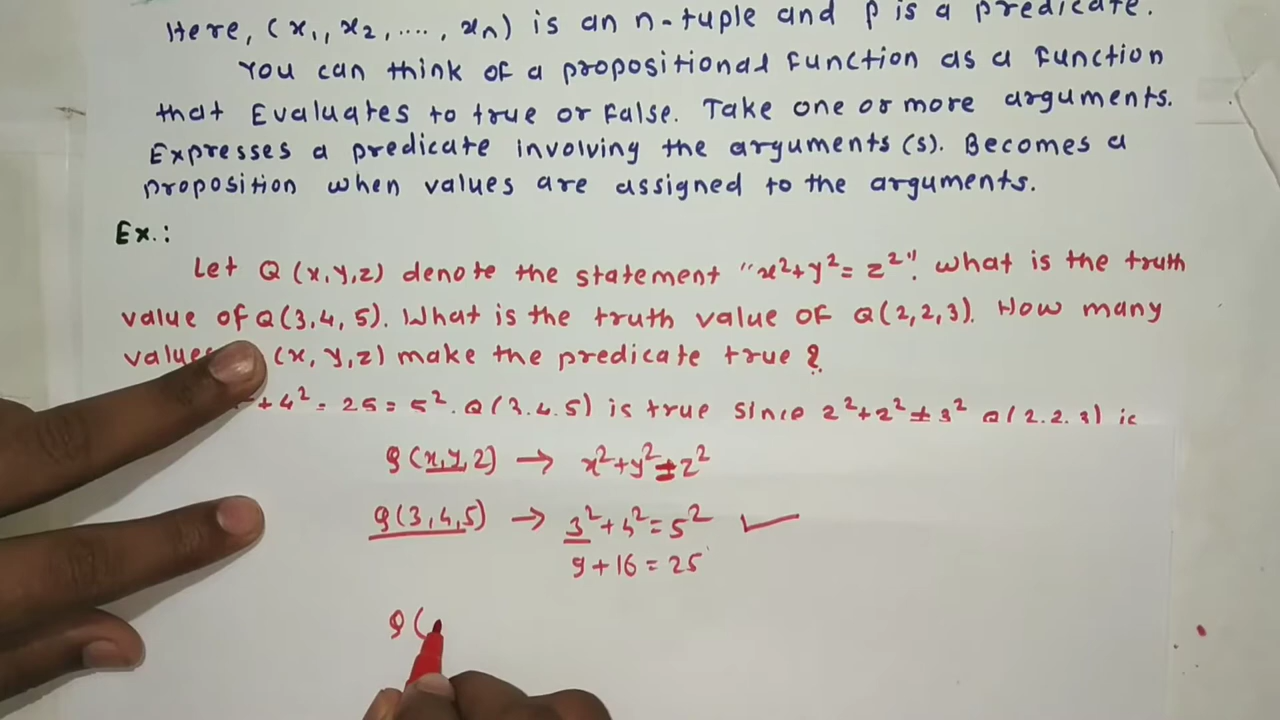 Here, (x1, x2, ...., xn) is an n-tuple and P is a predicate.
You can think of a propositional function as a function
that Evaluates to true or False. Take one or more arguments.
Expresses a predicate involving the arguments (s). Becomes a
proposition when values are assigned to the arguments.
Ex.:
Let Q (x,y,z) denote the statement "x²+y² = z²". What is the truth
value of Q(3,4,5). What is the truth value of Q(2,2,3). How many
values (x, y, z) make the predicate true ?
+ 4² = 25 = 5². Q(3.4.5) is true since 2²+2² ≠ 3² Q(2.2.3) is
Q (x,y,z) → x²+y²=z²
Q(3,4,5) → 3²+4²=5² ✓
9+16=25
Q(